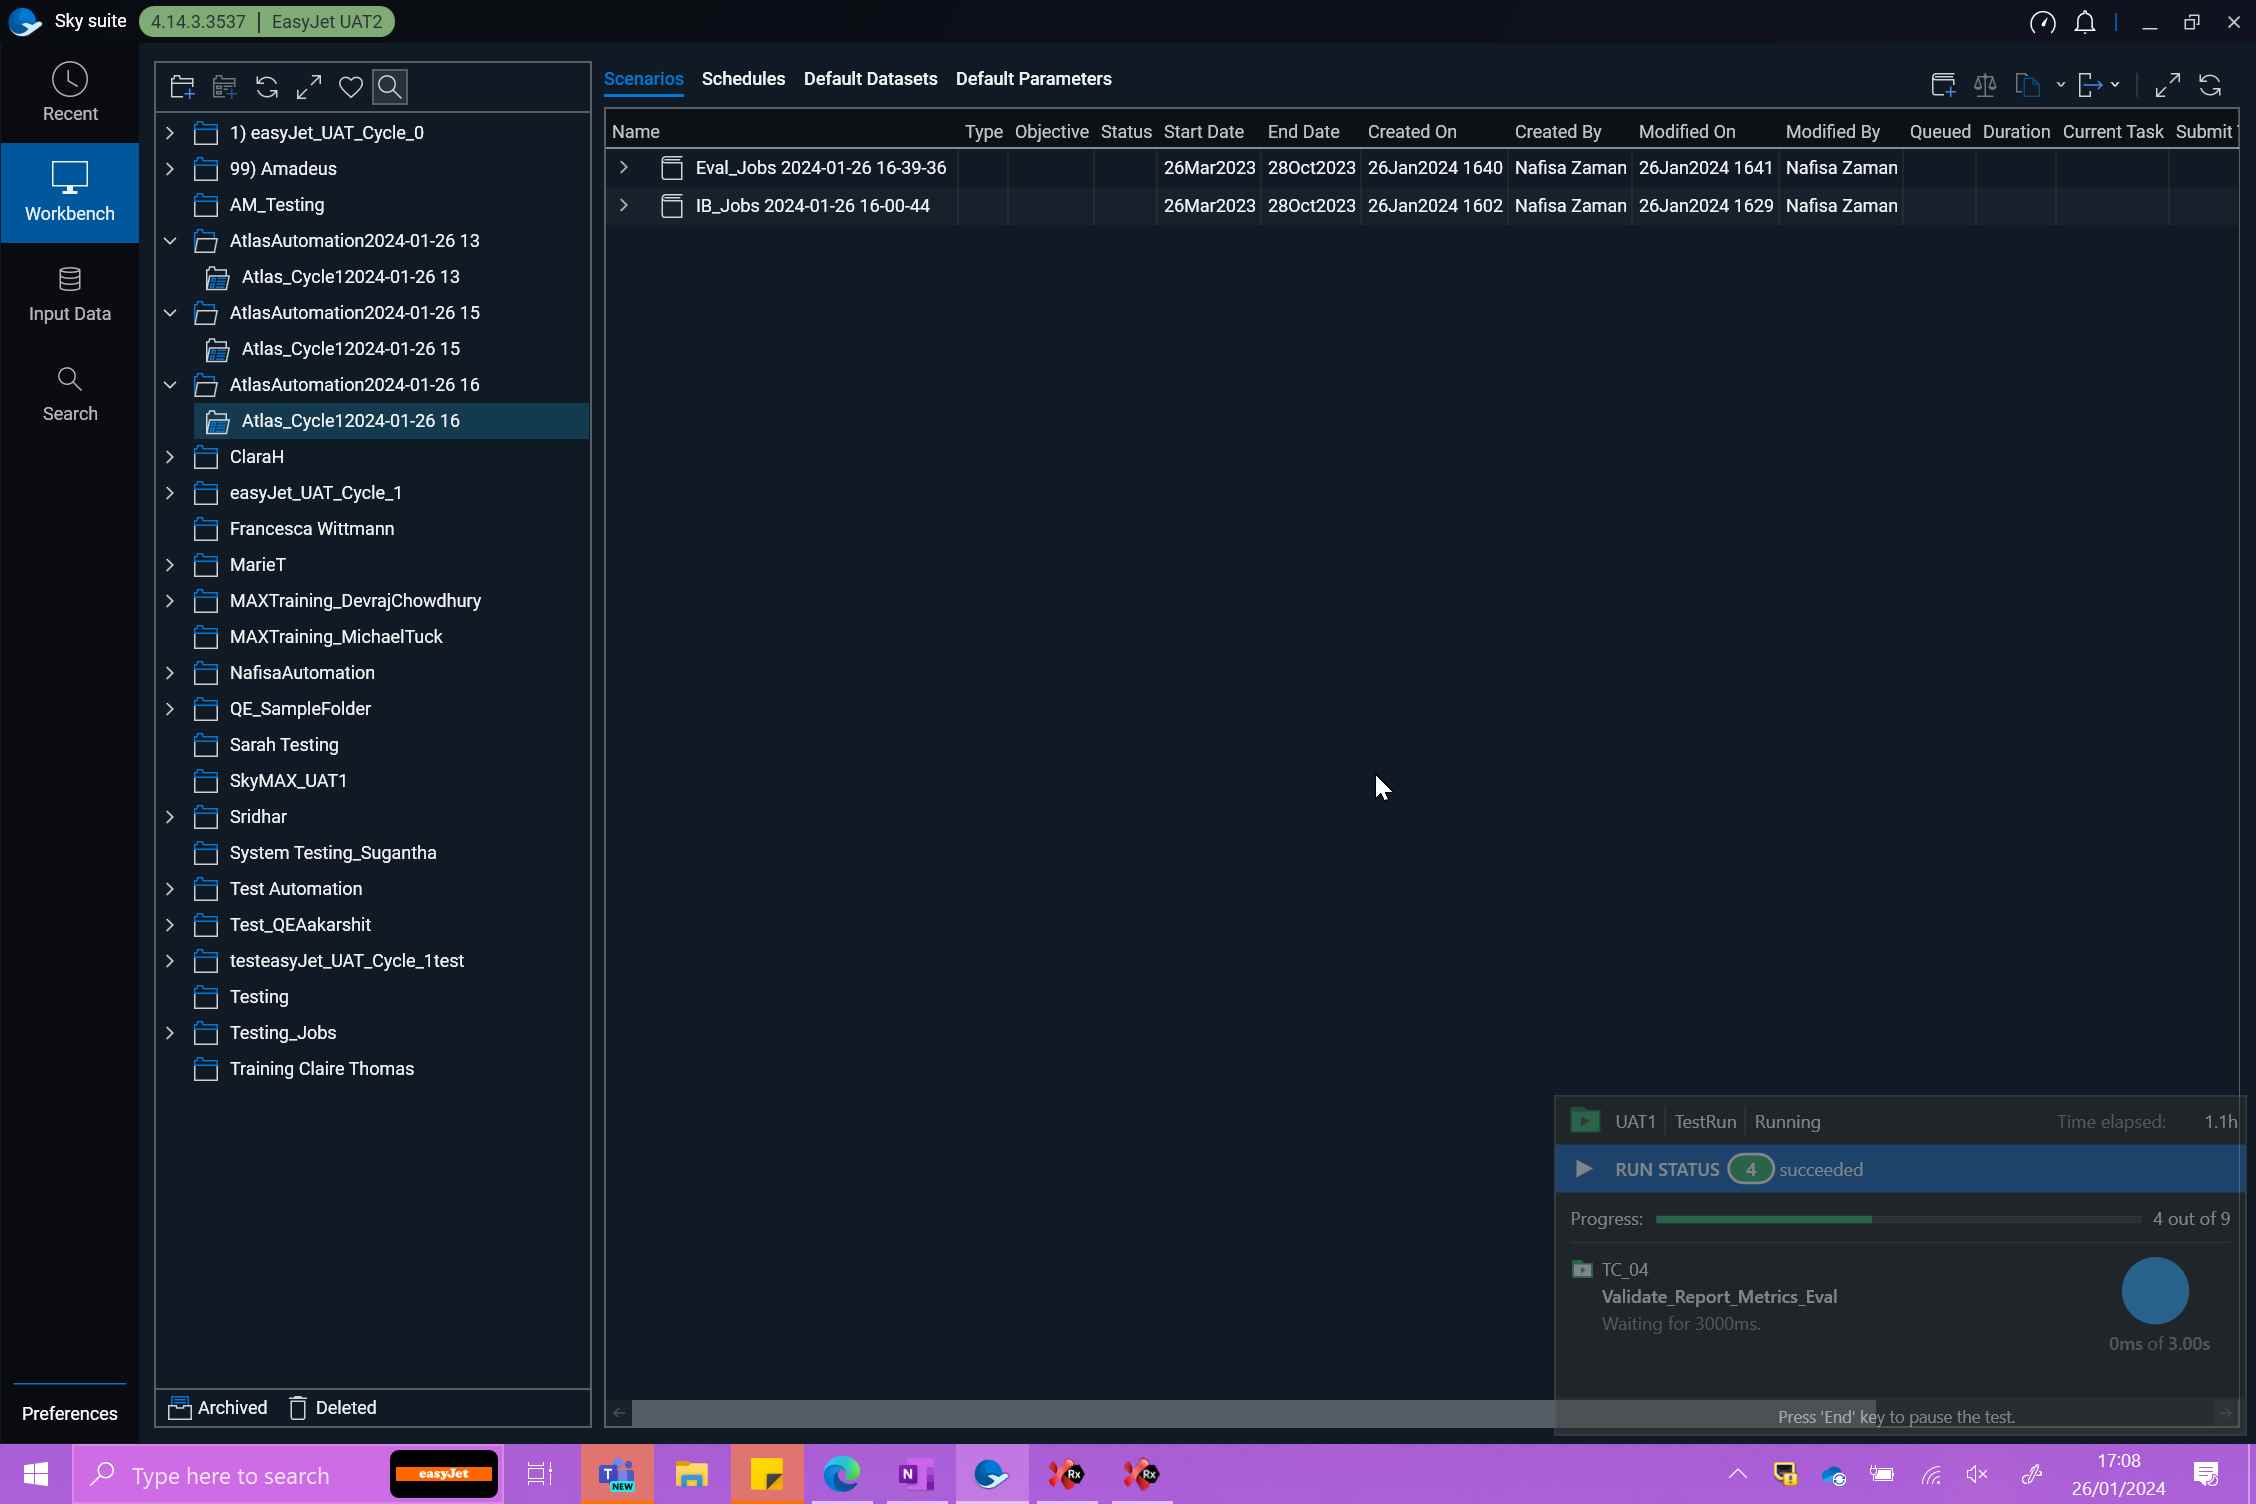 Sky suite 4.14.3.3537 | EasyJet UAT2
Recent
Workbench
Input Data
Search
Preferences
1) easyJet_UAT_Cycle_0
99) Amadeus
AM_Testing
AtlasAutomation2024-01-26 13
Atlas_Cycle12024-01-26 13
AtlasAutomation2024-01-26 15
Atlas_Cycle12024-01-26 15
AtlasAutomation2024-01-26 16
Atlas_Cycle12024-01-26 16
ClaraH
easyJet_UAT_Cycle_1
Francesca Wittmann
MarieT
MAXTraining_DevrajChowdhury
MAXTraining_MichaelTuck
NafisaAutomation
QE_SampleFolder
Sarah Testing
SkyMAX_UAT1
Sridhar
System Testing_Sugantha
Test Automation
Test_QEAakarshit
testeasyJet_UAT_Cycle_1test
Testing
Testing_Jobs
Training Claire Thomas
Archived Deleted
Scenarios Schedules Default Datasets Default Parameters
Name Type Objective Status Start Date End Date Created On Created By Modified On Modified By Queued Duration Current Task Submit
Eval_Jobs 2024-01-26 16-39-36 26Mar2023 28Oct2023 26Jan2024 1640 Nafisa Zaman 26Jan2024 1641 Nafisa Zaman
IB_Jobs 2024-01-26 16-00-44 26Mar2023 28Oct2023 26Jan2024 1602 Nafisa Zaman 26Jan2024 1629 Nafisa Zaman
UAT1 TestRun Running Time elapsed: 1.1h
RUN STATUS 4 succeeded
Progress: 4 out of 9
TC_04
Validate_Report_Metrics_Eval
Waiting for 3000ms.
0ms of 3.00s
Press 'End' key to pause the test.
Type here to search
easyJet
T
NEW
N
Rx
Rx
17:08
26/01/2024